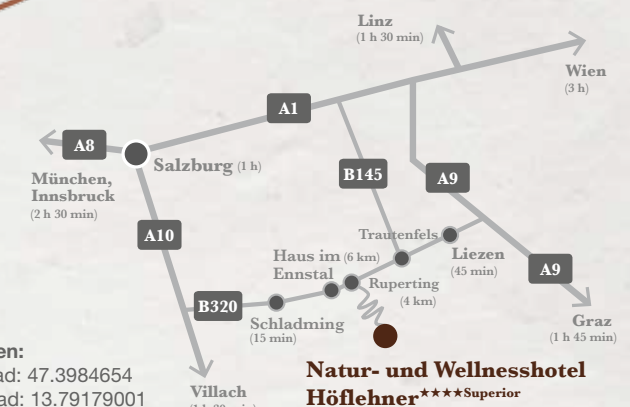 Linz
(1 h 30 min)
Wien
(3 h)
A1
A8
Salzburg (1 h)
München,
Innsbruck
(2 h 30 min)
B145
A9
A10
Trautenfels
Haus im (6 km)
Ennstal
Liezen
(45 min)
A9
Ruperting
(4 km)
B320
Schladming
(15 min)
Graz
(1 h 45 min)
en:
ad: 47.3984654
ad: 13.79179001
Villach
Natur- und Wellnesshotel
Höflehner★★★★Superior